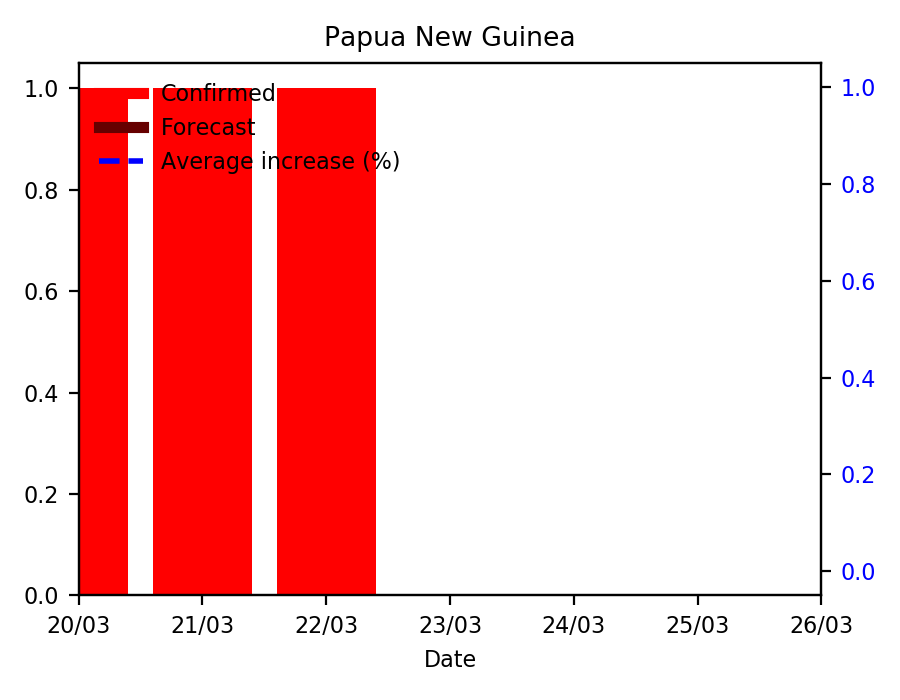 Papua New Guinea
1.0
0.8
0.6
0.4
0.2
0.0
Confirmed
Forecast
Average increase (%)
1.0
0.8
0.6
0.4
0.2
0.0
20/03 21/03 22/03 23/03 24/03 25/03 26/03
Date